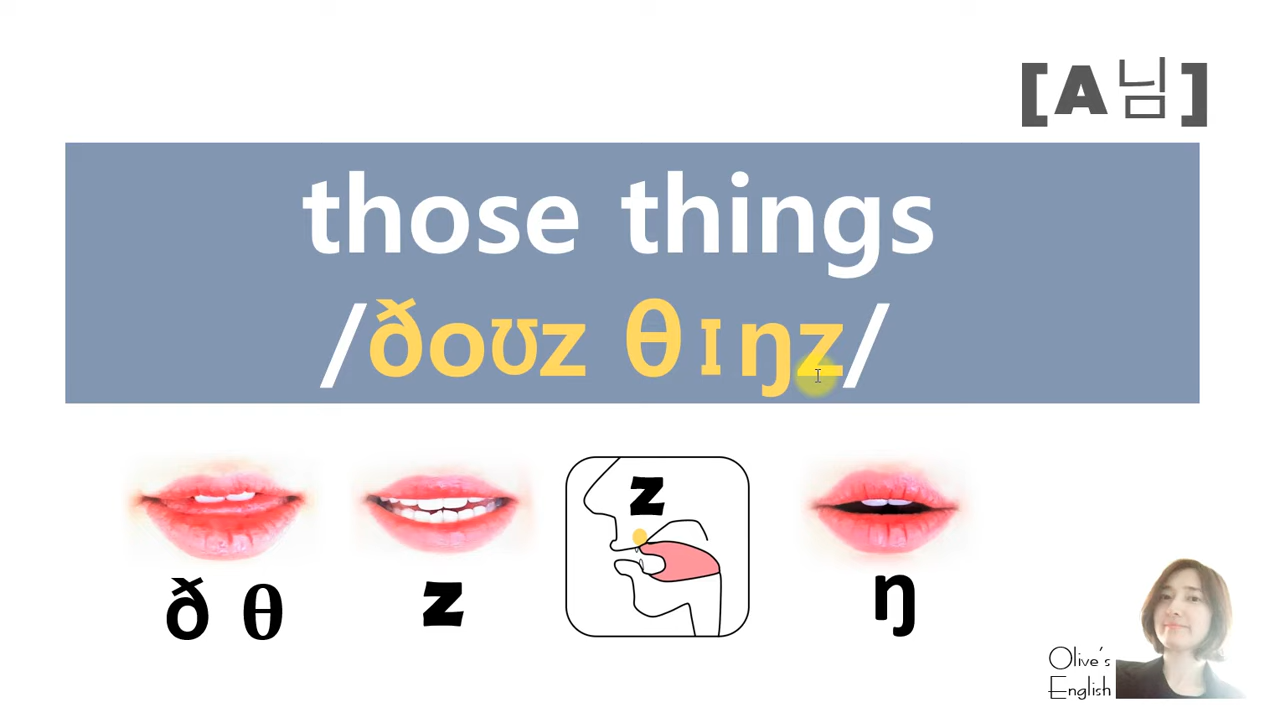 [A님]
those things
/ðoʊz θɪŋz/
z
ð θ
z
ŋ
Olive's
English